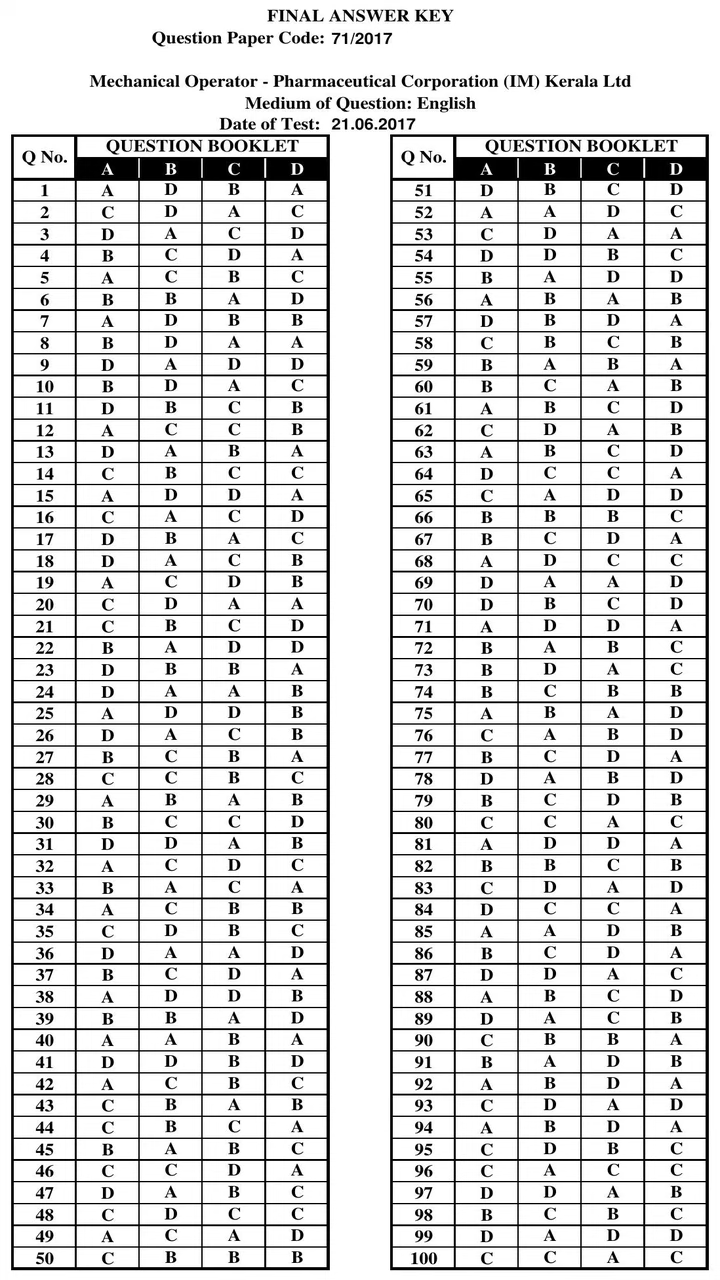 FINAL ANSWER KEY
Question Paper Code: 71/2017
Mechanical Operator - Pharmaceutical Corporation (IM) Kerala Ltd
Medium of Question: English
Date of Test: 21.06.2017
Q No. QUESTION BOOKLET
A B C D
1 A D B A
2 C D A C
3 D A C D
4 B C D A
5 A C B C
6 B B A D
7 A D B B
8 B D A A
9 D A D D
10 B D A C
11 D B C B
12 A C C B
13 D A B A
14 C B C C
15 A D D A
16 C A C D
17 D B A C
18 D A C B
19 A C D B
20 C D A A
21 C B C D
22 B A D D
23 D B B A
24 D A A B
25 A D D B
26 D A C B
27 B C B A
28 C C B C
29 A B A B
30 B C C D
31 D D A B
32 A C D C
33 B A C A
34 A C B B
35 C D B C
36 D A A D
37 B C D A
38 A D D B
39 B B A D
40 A A B A
41 D D B D
42 A C B C
43 C B A B
44 C B C A
45 B A B C
46 C C D A
47 D A B C
48 C D C C
49 A C A D
50 C B B B
Q No. QUESTION BOOKLET
A B C D
51 D B C D
52 A A D C
53 C D A A
54 D D B C
55 B A D D
56 A B A B
57 D B D A
58 C B C B
59 B A B A
60 B C A B
61 A B C D
62 C D A B
63 A B C D
64 D C C A
65 C A D D
66 B B B C
67 B C D A
68 A D C C
69 D A A D
70 D B C D
71 A D D A
72 B A B C
73 B D A C
74 B C B B
75 A B A D
76 C A B D
77 B C D A
78 D A B D
79 B C D B
80 C C A C
81 A D D A
82 B B C B
83 C D A D
84 D C C A
85 A A D B
86 B C D A
87 D D A C
88 A B C D
89 D A C B
90 C B B A
91 B A D B
92 A B D A
93 C D A D
94 A B D A
95 C D B C
96 C A C C
97 D D A B
98 B C B C
99 D A D D
100 C C A C